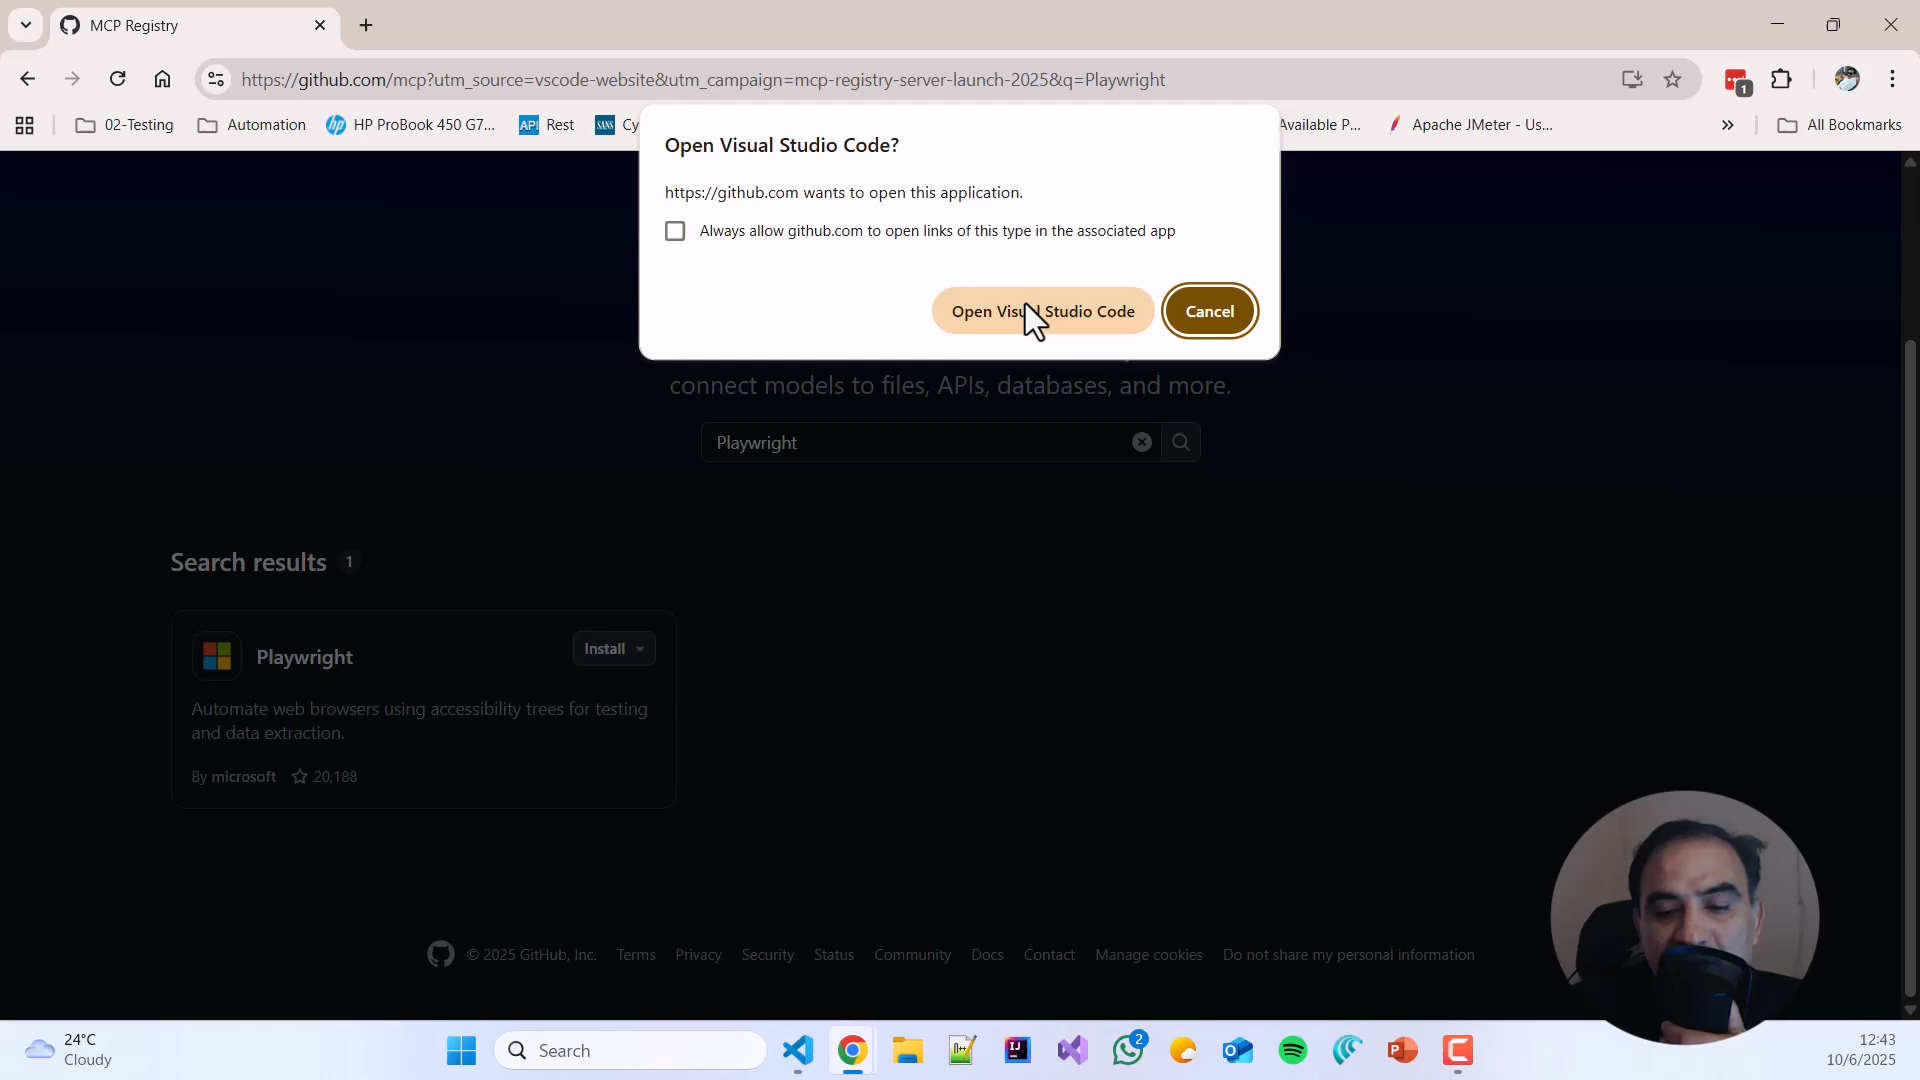 MCP Registry
https://github.com/mcp?utm_source=vscode-website&utm_campaign=mcp-registry-server-launch-2025&q=Playwright
1
02-Testing
Automation
hp
HP ProBook 450 G7...
API
Rest
SANS
Cy
Available P...
Apache JMeter - Us...
All Bookmarks
Open Visual Studio Code?
https://github.com wants to open this application.
Always allow github.com to open links of this type in the associated app
Open Visual Studio Code
Cancel
connect models to files, APIs, databases, and more.
Playwright
Search results 1
Playwright
Install
Automate web browsers using accessibility trees for testing
and data extraction.
By microsoft 20,188
© 2025 GitHub, Inc. Terms Privacy Security Status Community Docs Contact Manage cookies Do not share my personal information
24°C
Cloudy
Search
2
12:43
10/6/2025